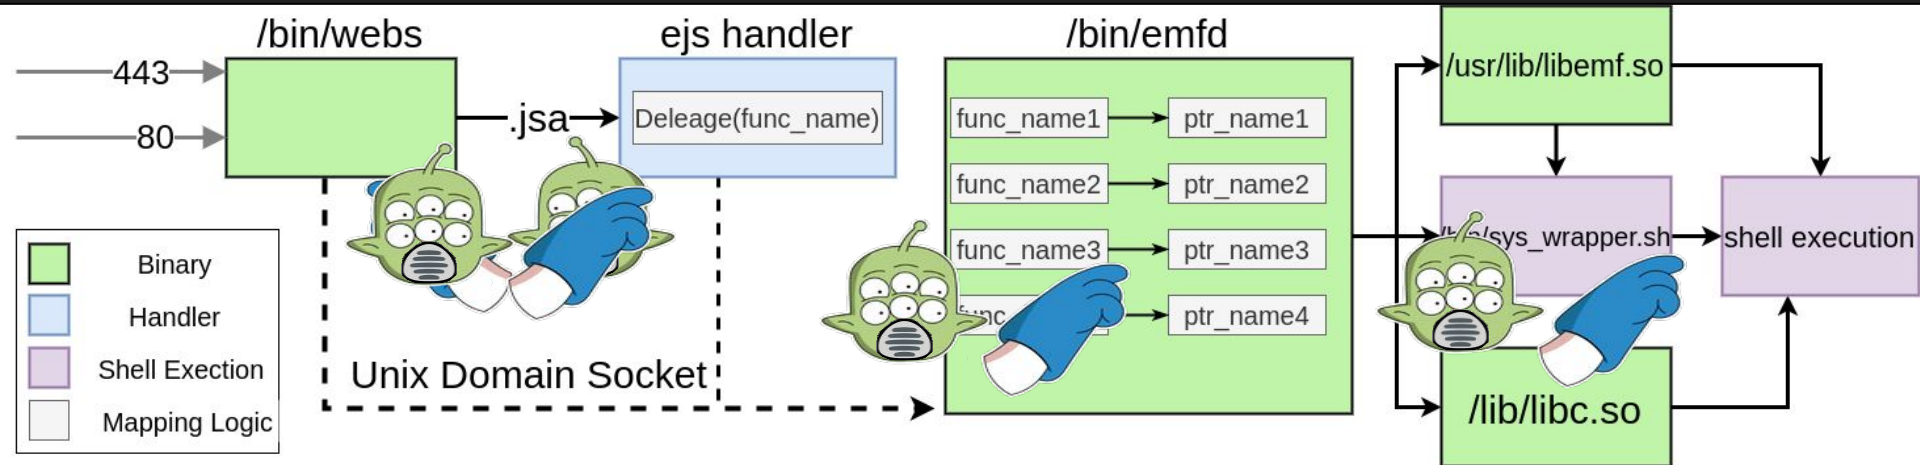 /bin/webs
ejs handler
/bin/emfd
443
80
.jsa
Deleage(func_name)
func_name1
ptr_name1
func_name2
ptr_name2
func_name3
ptr_name3
ptr_name4
/usr/lib/libemf.so
/bin/sys_wrapper.sh
shell execution
/lib/libc.so
Unix Domain Socket
Binary
Handler
Shell Exection
Mapping Logic